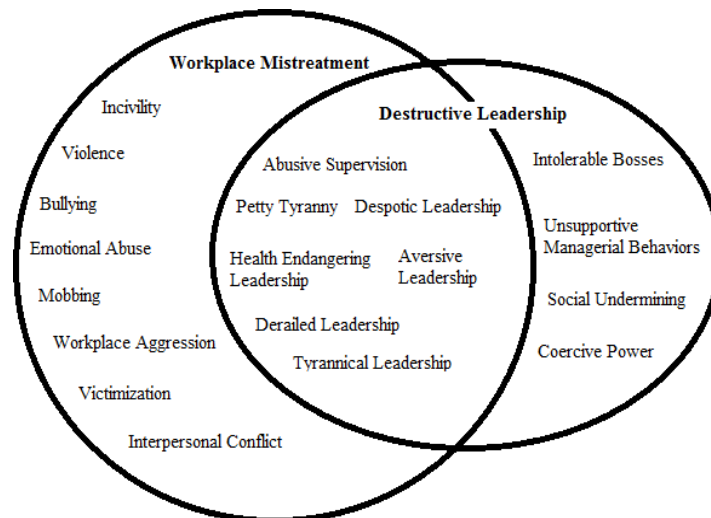 Workplace Mistreatment
Incivility
Violence
Bullying
Emotional Abuse
Mobbing
Workplace Aggression
Victimization
Interpersonal Conflict
Destructive Leadership
Abusive Supervision
Petty Tyranny
Despotic Leadership
Health Endangering
Leadership
Aversive
Leadership
Derailed Leadership
Tyrannical Leadership
Intolerable Bosses
Unsupportive
Managerial Behaviors
Social Undermining
Coercive Power